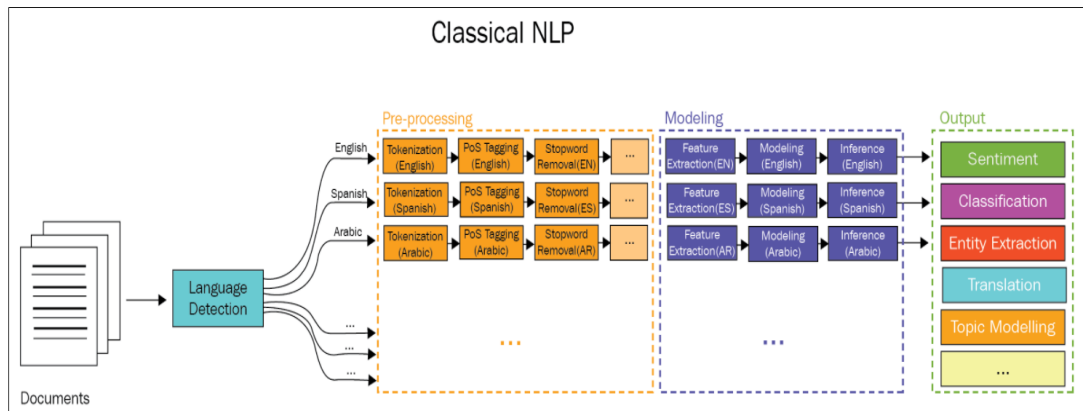 Classical NLP
Pre-processing
Modeling
Output
English
Tokenization
(English)
PoS Tagging
(English)
Stopword
Removal(EN)
...
Feature
Extraction(EN)
Modeling
(English)
Inference
(English)
Sentiment
Spanish
Tokenization
(Spanish)
PoS Tagging
(Spanish)
Stopword
Removal(ES)
...
Feature
Extraction(ES)
Modeling
(Spanish)
Inference
(Spanish)
Classification
Arabic
Tokenization
(Arabic)
PoS Tagging
(Arabic)
Stopword
Removal(AR)
...
Feature
Extraction(AR)
Modeling
(Arabic)
Inference
(Arabic)
Entity Extraction
Language
Detection
Translation
...
...
...
...
...
Topic Modelling
...
Documents